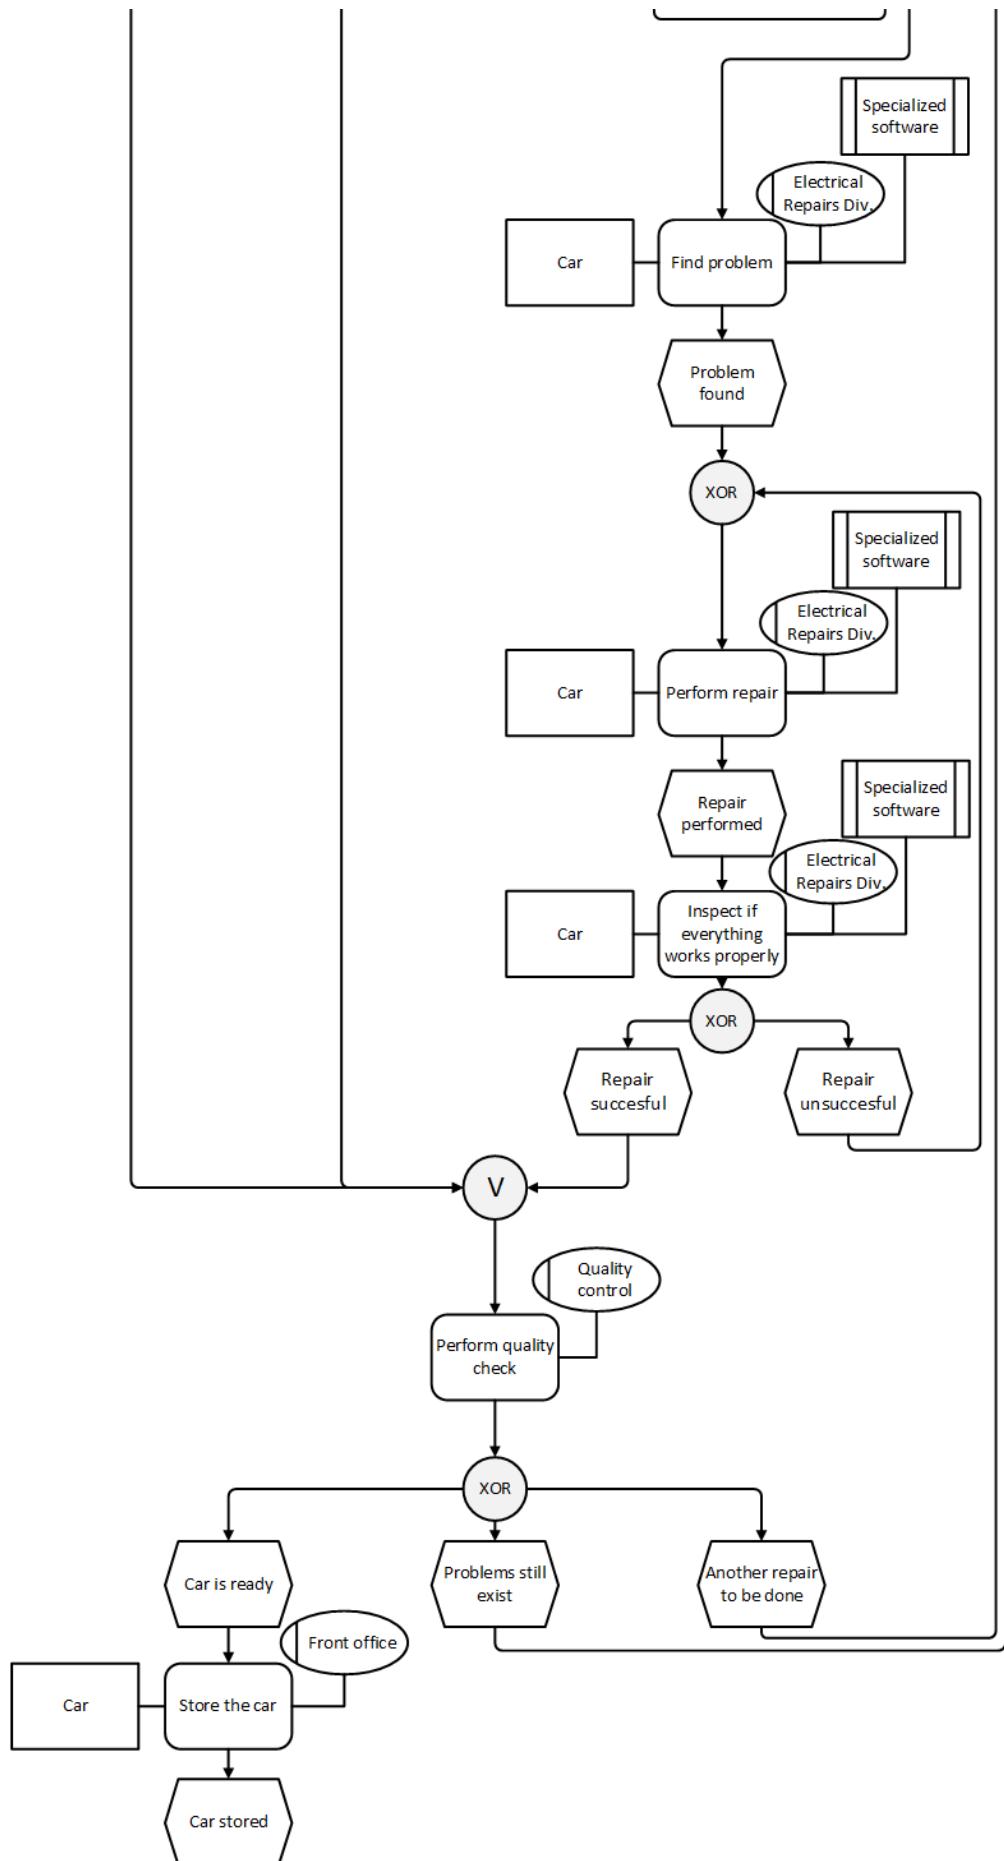 Specialized
software
Electrical
Repairs Div.
Car
Find problem
Problem
found
XOR
Specialized
software
Electrical
Repairs Div.
Car
Perform repair
Repair
performed
Specialized
software
Electrical
Repairs Div.
Car
Inspect if
everything
works properly
XOR
Repair
succesful
Repair
unsuccesful
V
Quality
control
Perform quality
check
XOR
Car is ready
Problems still
exist
Another repair
to be done
Front office
Car
Store the car
Car stored